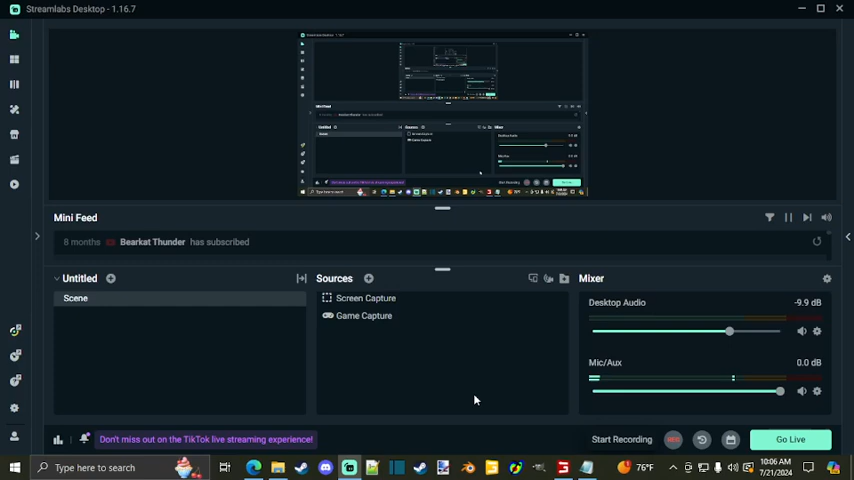 Streamlabs Desktop - 1.16.7
Mini Feed
8 months Bearkat Thunder has subscribed
Untitled
Scene
Sources
Screen Capture
Game Capture
Mixer
Desktop Audio -9.9 dB
Mic/Aux 0.0 dB
Don't miss out on the TikTok live streaming experience!
Start Recording REC Go Live
Type here to search
76°F
10:06 AM
7/21/2024